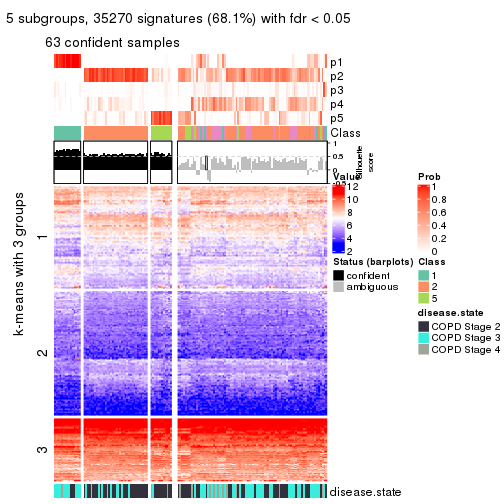 5 subgroups, 35270 signatures (68.1%) with fdr < 0.05
63 confident samples
p1
p2
p3
p4
p5
Class
1
0.5
0
-0.5
Silhouette
score
k-means with 3 groups
1
2
3
disease.state
Value
12
10
8
6
4
2
Status (barplots)
confident
ambiguous
Prob
1
0.8
0.6
0.4
0.2
0
Class
1
2
5
disease.state
COPD Stage 2
COPD Stage 3
COPD Stage 4